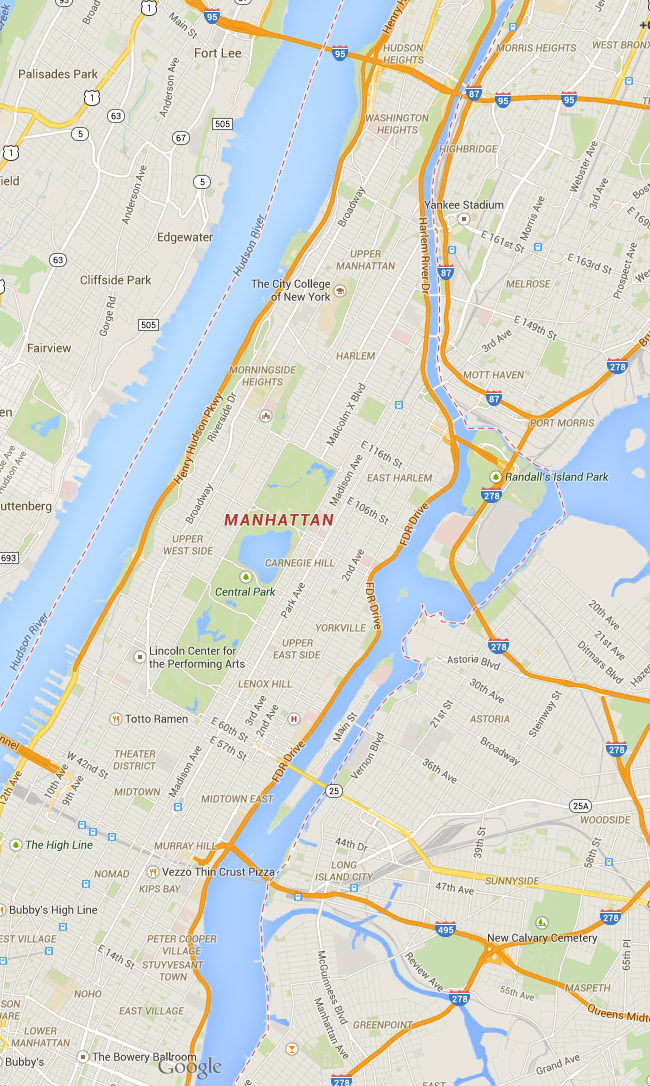 93
Broad
Main St
1
95
Fort Lee
Henry H
HUDSON
HEIGHTS
95
MORRIS HEIGHTS
WEST BRONX
Palisades Park
Anderson Ave
1
87
95
95
63
505
WASHINGTON
HEIGHTS
5
67
1
HIGHBRIDGE
Webster Ave
field
5
Anderson Ave
Broadway
Yankee Stadium
Morris Ave
3rd Ave
E 161st St
E 163rd St
Prospect Ave
Edgewater
Hudson River
Harlem River Dr
63
UPPER
MANHATTAN
87
Cliffside Park
The City College
of New York
MELROSE
Gorge Rd
505
E 149th St
3rd Ave
Fairview
HARLEM
278
MORNINGSIDE
HEIGHTS
MOTT HAVEN
Malcolm X Blvd
87
Riverside Dr
Henry Hudson Pkwy
PORT MORRIS
E 116th St
Madison Ave
EAST HARLEM
Randall's Island Park
Broadway
278
E 106th St
uttenberg
MANHATTAN
FDR Drive
UPPER
WEST SIDE
693
CARNEGIE HILL
2nd Ave
Central Park
Park Ave
FDR Drive
20th Ave
21st Ave
Ditmars Blvd
Hudson River
YORKVILLE
278
UPPER
EAST SIDE
Lincoln Center for
the Performing Arts
Astoria Blvd
LENOX HILL
30th Ave
3rd Ave
2nd Ave
Totto Ramen
Main St
21st St
ASTORIA
Steinway St
E 60th St
E 57th St
Vernon Blvd
Broadway
278
W 42nd St
THEATER
DISTRICT
FDR Drive
36th Ave
12th Ave
10th Ave
9th Ave
Madison Ave
MIDTOWN
MIDTOWN EAST
25
25A
WOODSIDE
The High Line
MURRAY HILL
44th Dr
39th St
58th St
NOMAD
Vezzo Thin Crust Pizza
LONG
ISLAND CITY
KIPS BAY
47th Ave
SUNNYSIDE
Bubby's High Line
278
495
EST VILLAGE
PETER COOPER
VILLAGE
STUYVESANT
TOWN
New Calvary Cemetery
E 14th St
McGuinness Blvd
Review Ave
65th Pl
NOHO
278
55th Ave
MASPETH
Manhattan Ave
EAST VILLAGE
Queens Midt
GREENPOINT
LOWER
MANHATTAN
Bubby's
The Bowery Ballroom
Google
Grand Ave
278